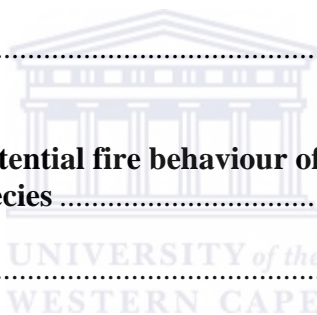 ................................................
tential fire behaviour of
ecies ......................................
UNIVERSITY of the
................................................
WESTERN CAPE